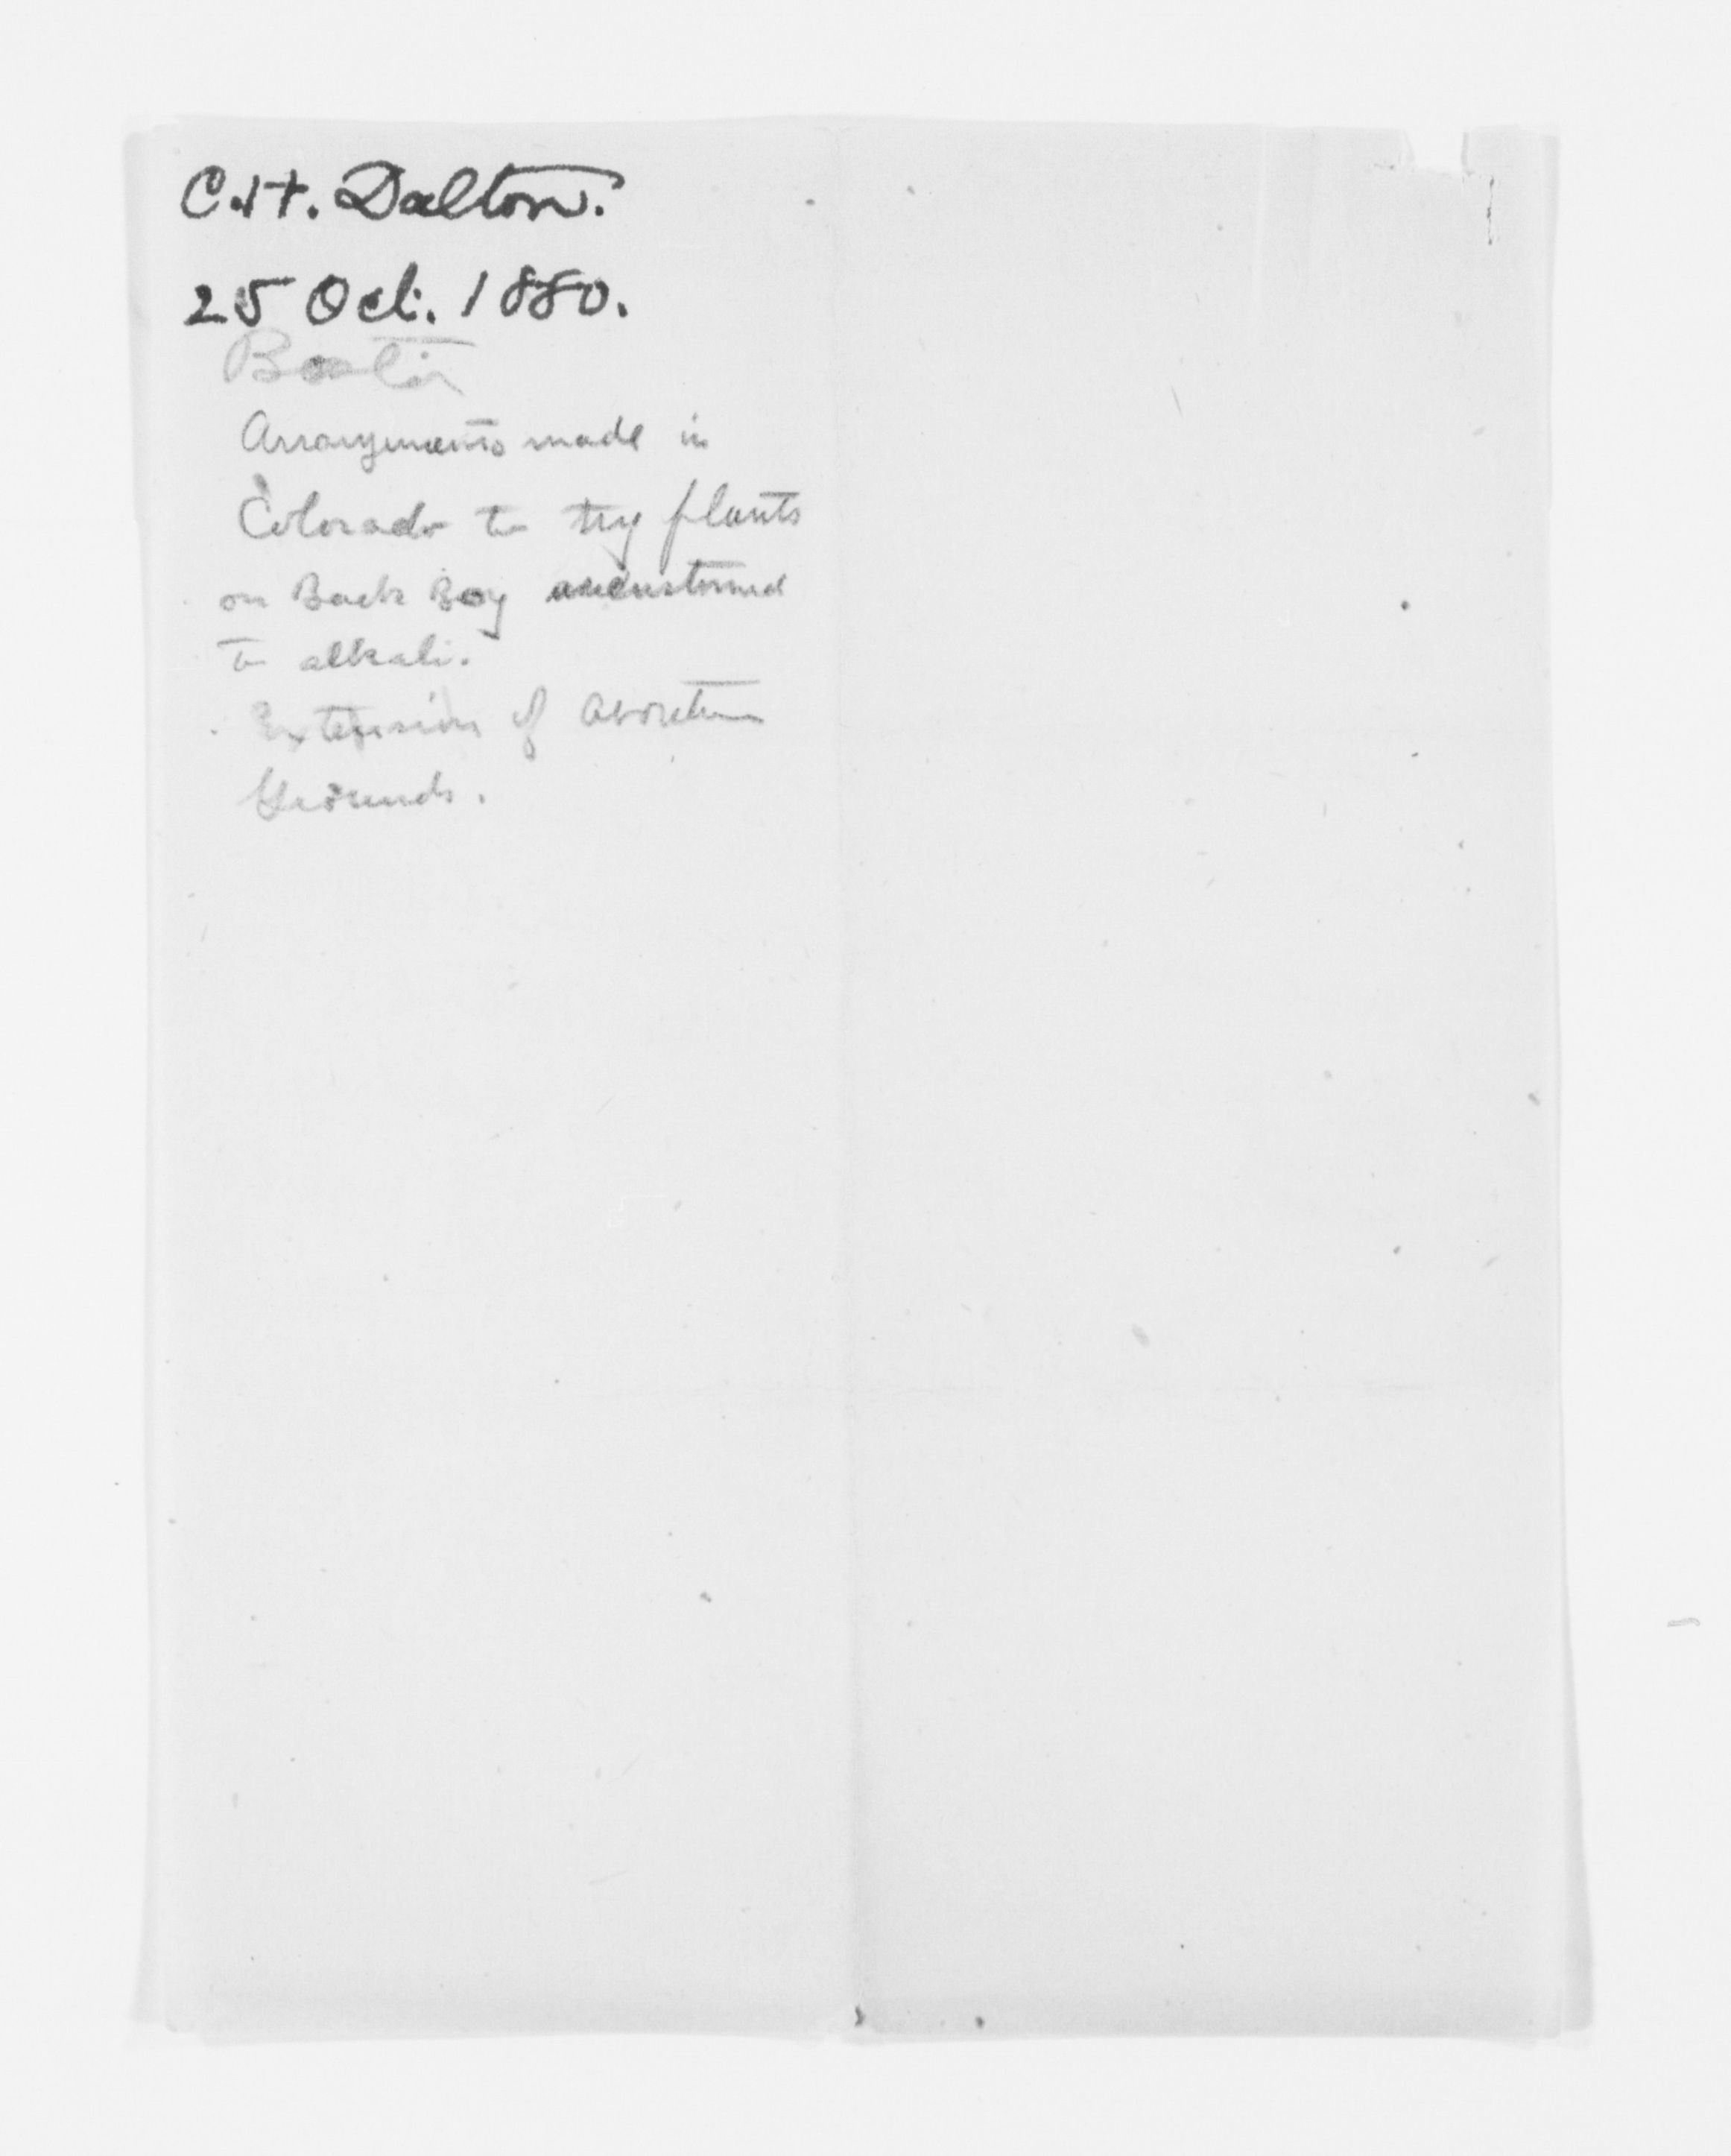 C. H. Dalton.
25 Oct. 1880.
Boston
Arrangements made in
Colorado to try plants
on Back Bay accustomed
to alkali.
Extension of Aboretum
Grounds.